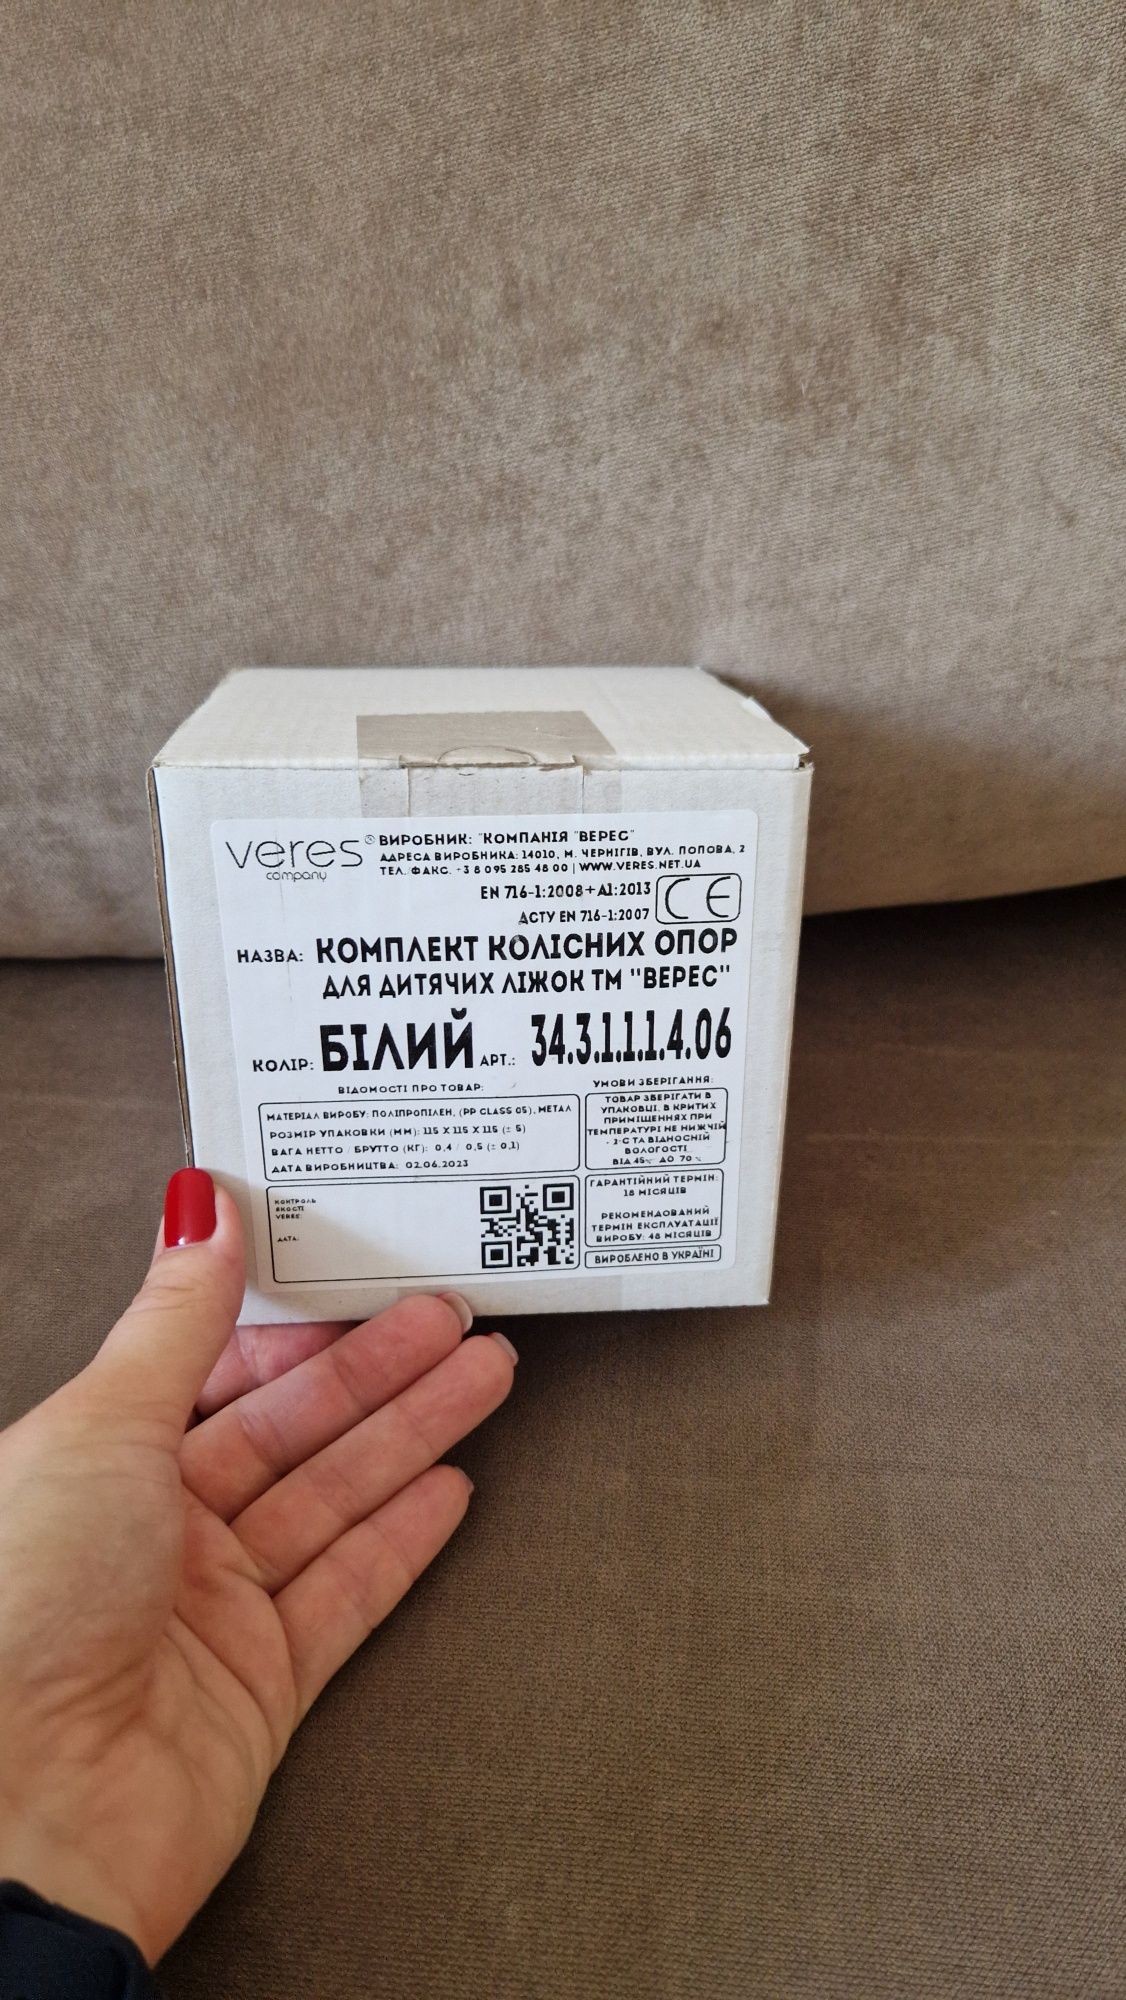 veres®
company
ВИРОБНИК: "КОМПАНІЯ "ВЕРЕС"
АДРЕСА ВИРОБНИКА: 14010, М. ЧЕРНІГІВ, ВУЛ. ПОПОВА, 2
ТЕЛ. ФАКС. +3 8 095 285 48 00 | WWW.VERES.NET.UA
EN 716-1:2008+A1:2013
ДСТУ EN 716-1:2007
CE
НАЗВА: КОМПЛЕКТ КОЛІСНИХ ОПОР
ДЛЯ ДИТЯЧИХ ЛІЖОК ТМ "ВЕРЕС"
КОЛІР: БІЛИЙ АРТ.: 34.3.1.1.1.4.06
ВІДОМОСТІ ПРО ТОВАР:
МАТЕРІАЛ ВИРОБУ: ПОЛІПРОПІЛЕН, (PP CLASS 05), МЕТАЛ
РОЗМІР УПАКОВКИ (ММ): 115 X 115 X 115 (± 5)
ВАГА НЕТТО / БРУТТО (КГ): 0,4 / 0,5 (± 0,1)
ДАТА ВИРОБНИЦТВА: 02.06.2023
УМОВИ ЗБЕРІГАННЯ:
ТОВАР ЗБЕРІГАТИ В
УПАКОВЦІ, В КРИТИХ
ПРИМІЩЕННЯХ ПРИ
ТЕМПЕРАТУРІ НЕ НИЖЧІЙ
+ 2°С ТА ВІДНОСНІЙ
ВОЛОГОСТІ
ВІД 45% ДО 70 %
КОНТРОЛЬ
ЯКОСТІ
VERES:
ДАТА:
ГАРАНТІЙНИЙ ТЕРМІН:
18 МІСЯЦІВ
РЕКОМЕНДОВАНИЙ
ТЕРМІН ЕКСПЛУАТАЦІЇ
ВИРОБУ: 48 МІСЯЦІВ
ВИРОБЛЕНО В УКРАЇНІ